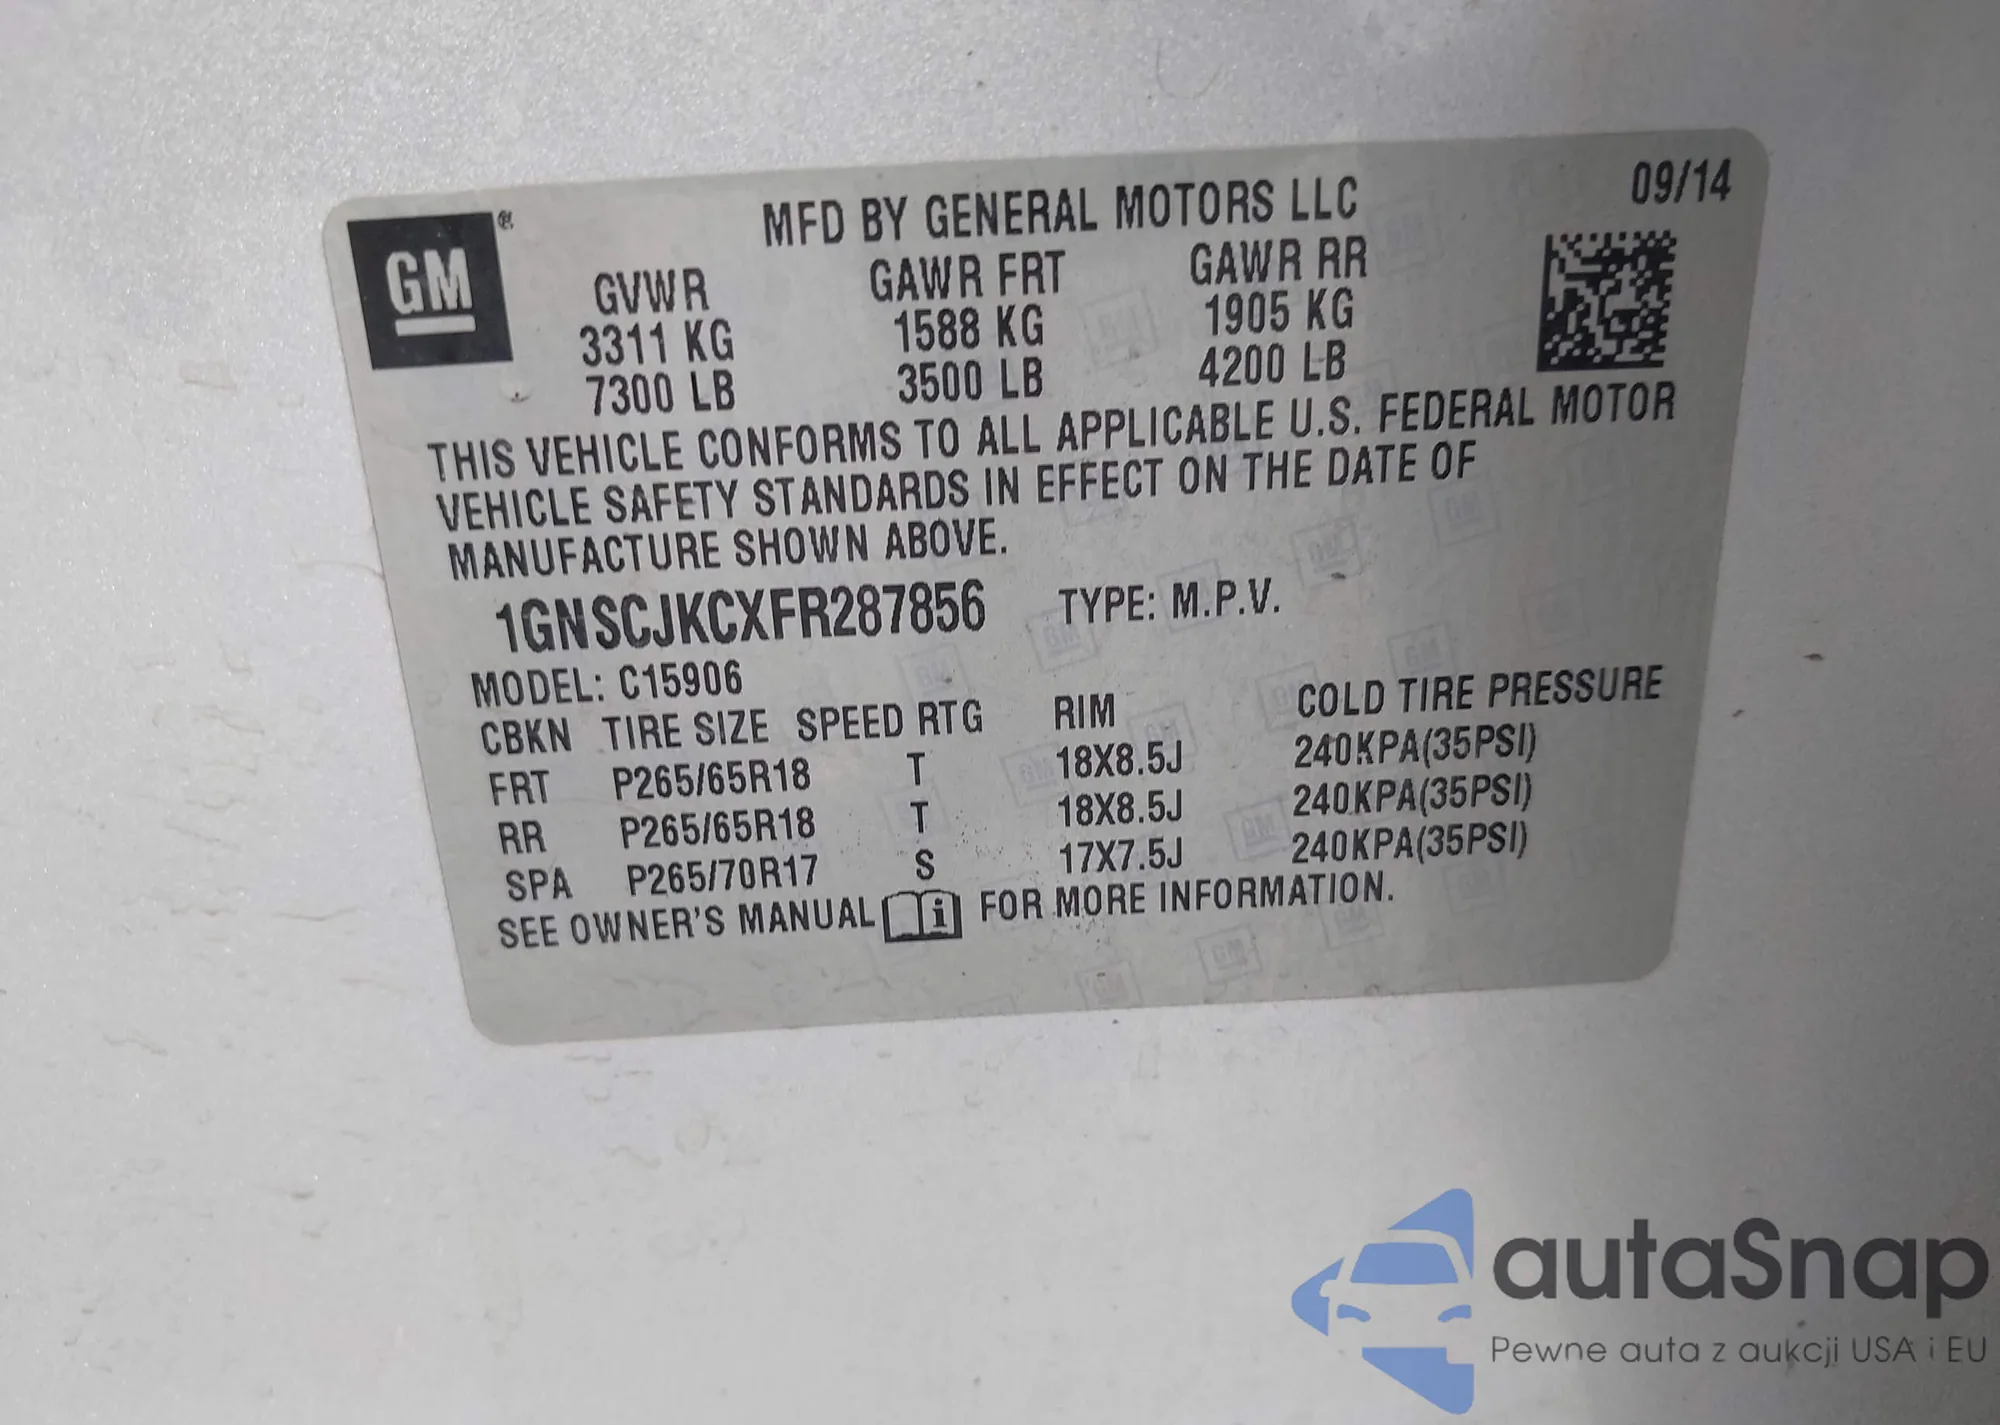 GM®
MFD BY GENERAL MOTORS LLC
09/14
GVWR GAWR FRT GAWR RR
3311 KG 1588 KG 1905 KG
7300 LB 3500 LB 4200 LB
THIS VEHICLE CONFORMS TO ALL APPLICABLE U.S. FEDERAL MOTOR
VEHICLE SAFETY STANDARDS IN EFFECT ON THE DATE OF
MANUFACTURE SHOWN ABOVE.
1GNSCJKCXFR287856 TYPE: M.P.V.
MODEL: C15906
CBKN TIRE SIZE SPEED RTG RIM COLD TIRE PRESSURE
FRT P265/65R18 T 18X8.5J 240KPA(35PSI)
RR P265/65R18 T 18X8.5J 240KPA(35PSI)
SPA P265/70R17 S 17X7.5J 240KPA(35PSI)
SEE OWNER'S MANUAL i FOR MORE INFORMATION.
autaSnap
Pewne auta z aukcji USA i EU